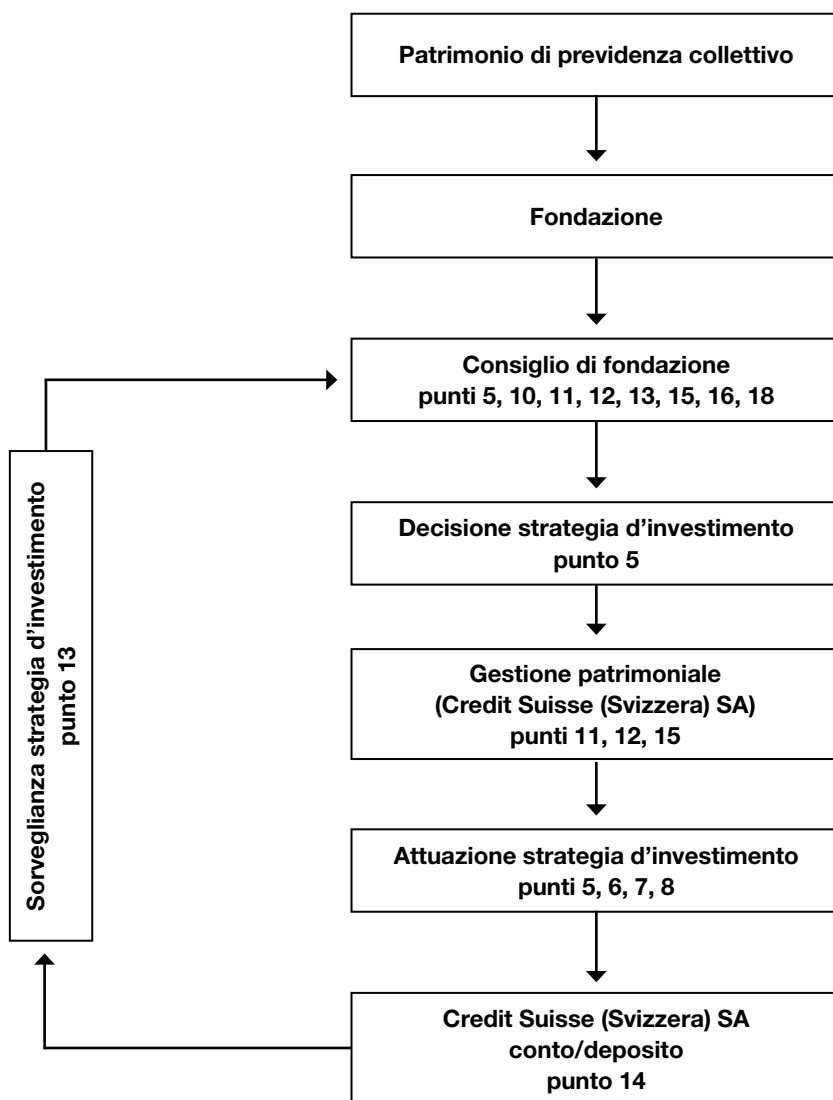 Patrimonio di previdenza collettivo
Fondazione
Consiglio di fondazione
punti 5, 10, 11, 12, 13, 15, 16, 18
Decisione strategia d’investimento
punto 5
Gestione patrimoniale
(Credit Suisse (Svizzera) SA)
punti 11, 12, 15
Attuazione strategia d’investimento
punti 5, 6, 7, 8
Credit Suisse (Svizzera) SA
conto/deposito
punto 14
Sorveglianza strategia d’investimento
punto 13